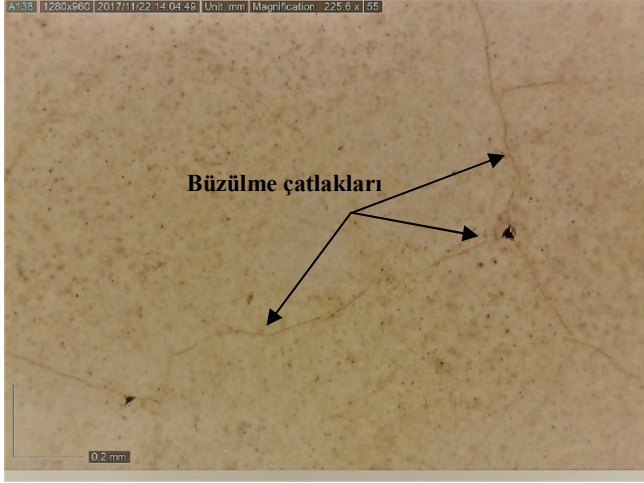 A138 1280x960 2017/11/22 14:04:49 Unit: mm Magnification: 225.6 x 55
Büzülme çatlakları
0.2 mm